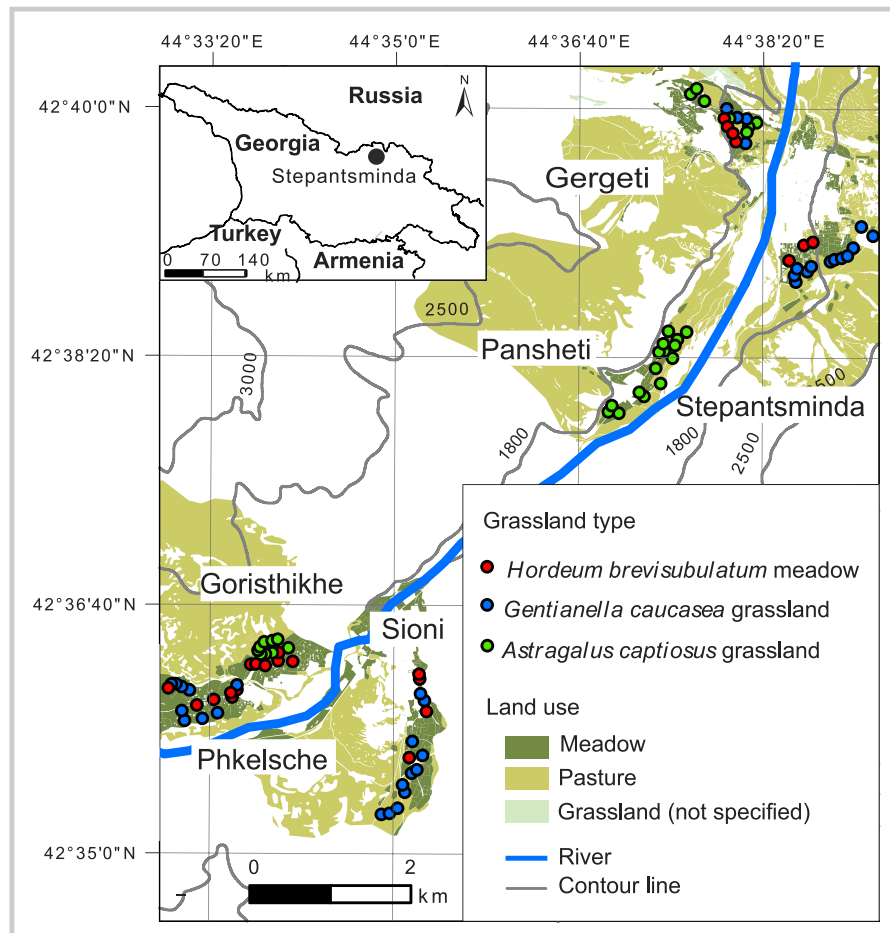 44°33'20"E 44°35'0"E 44°36'40"E 44°38'20"E
42°40'0"N
42°38'20"N
42°36'40"N
42°35'0"N
Russia
N
Georgia
Stepantsminda
Turkey
Armenia
0 70 140
km
Gergeti
2500
3000
Pansheti
Stepantsminda
1800
1800
2500
500
Goristhikhe
Sioni
Phkelsche
0 2
km
Grassland type
Hordeum brevisubulatum meadow
Gentianella caucasea grassland
Astragalus captiosus grassland
Land use
Meadow
Pasture
Grassland (not specified)
River
Contour line